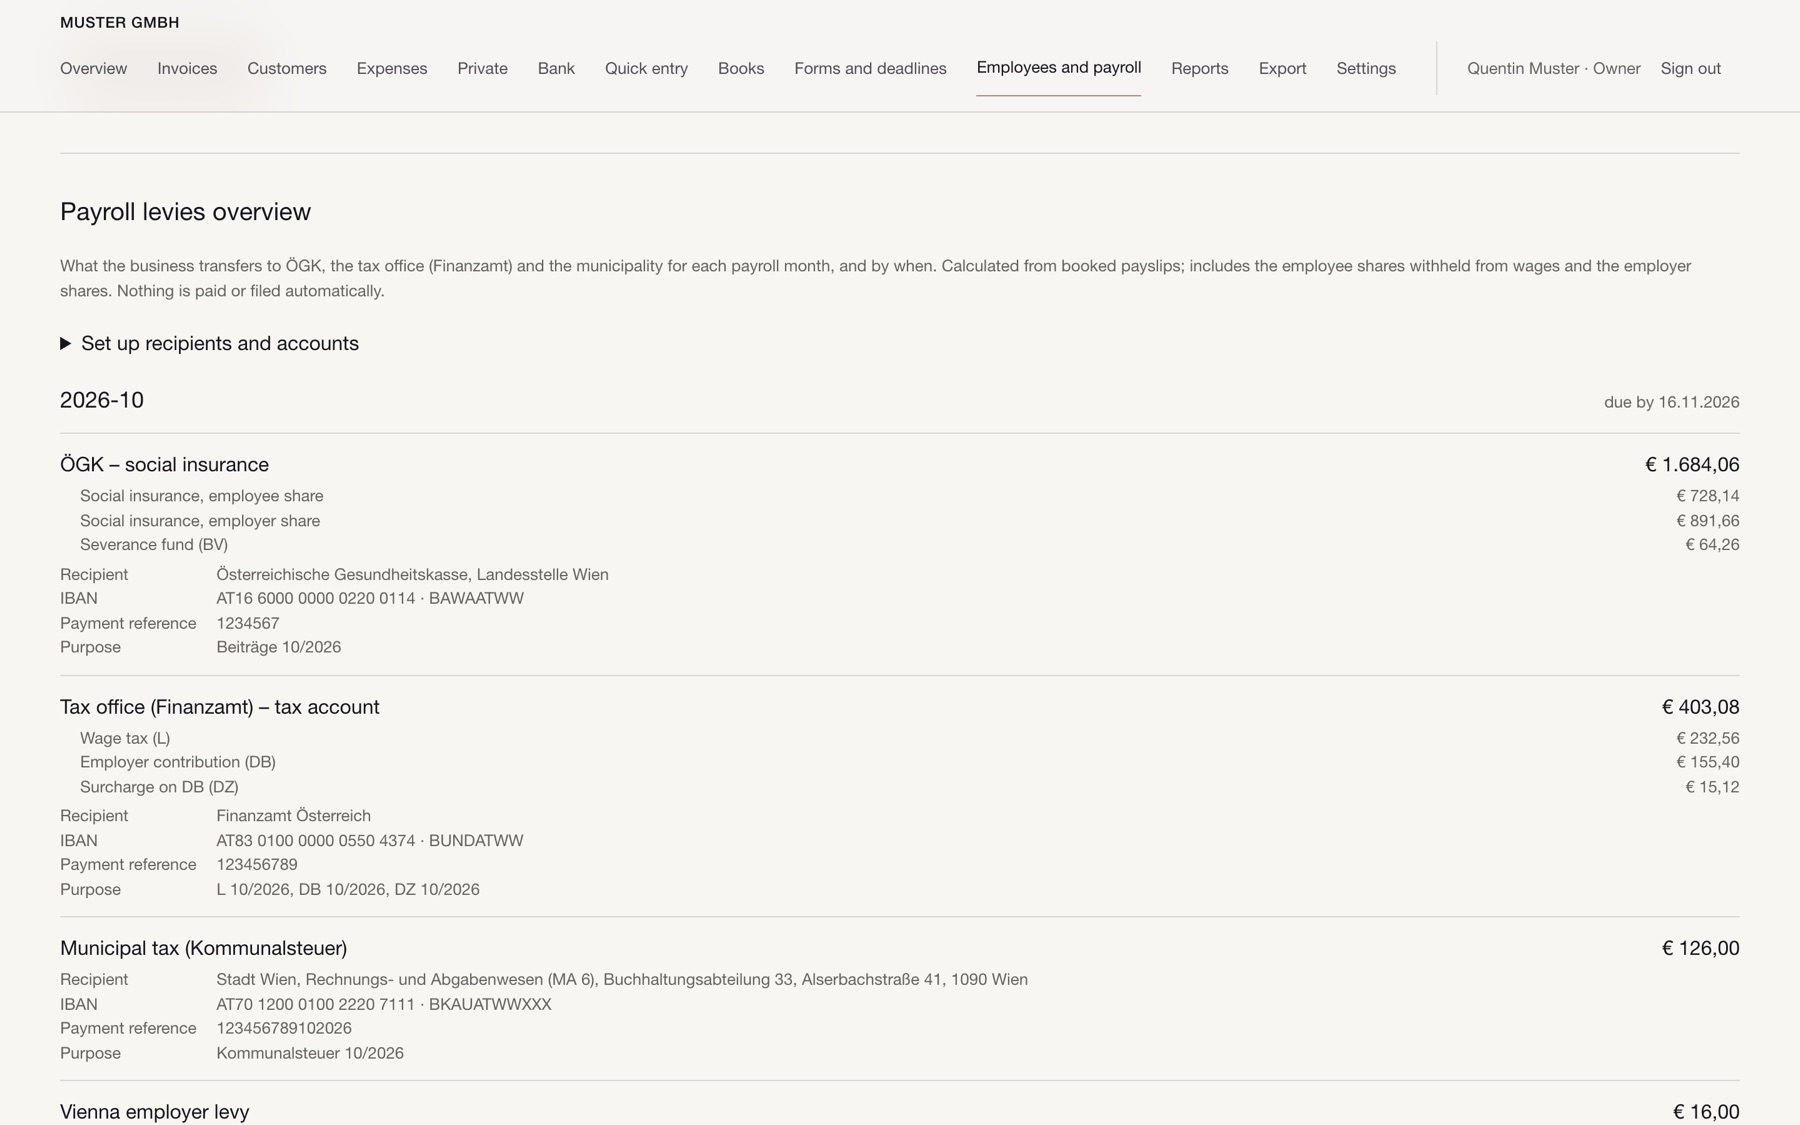 MUSTER GMBH
Overview Invoices Customers Expenses Private Bank Quick entry Books Forms and deadlines Employees and payroll Reports Export Settings Quentin Muster · Owner Sign out
Payroll levies overview
What the business transfers to ÖGK, the tax office (Finanzamt) and the municipality for each payroll month, and by when. Calculated from booked payslips; includes the employee shares withheld from wages and the employer
shares. Nothing is paid or filed automatically.
Set up recipients and accounts
2026-10 due by 16.11.2026
ÖGK – social insurance € 1.684,06
Social insurance, employee share € 728,14
Social insurance, employer share € 891,66
Severance fund (BV) € 64,26
Recipient Österreichische Gesundheitskasse, Landesstelle Wien
IBAN AT16 6000 0000 0220 0114 · BAWAATWW
Payment reference 1234567
Purpose Beiträge 10/2026
Tax office (Finanzamt) – tax account € 403,08
Wage tax (L) € 232,56
Employer contribution (DB) € 155,40
Surcharge on DB (DZ) € 15,12
Recipient Finanzamt Österreich
IBAN AT83 0100 0000 0550 4374 · BUNDATWW
Payment reference 123456789
Purpose L 10/2026, DB 10/2026, DZ 10/2026
Municipal tax (Kommunalsteuer) € 126,00
Recipient Stadt Wien, Rechnungs- und Abgabenwesen (MA 6), Buchhaltungsabteilung 33, Alserbachstraße 41, 1090 Wien
IBAN AT70 1200 0100 2220 7111 · BKAUATWWXXX
Payment reference 123456789102026
Purpose Kommunalsteuer 10/2026
Vienna employer levy € 16,00